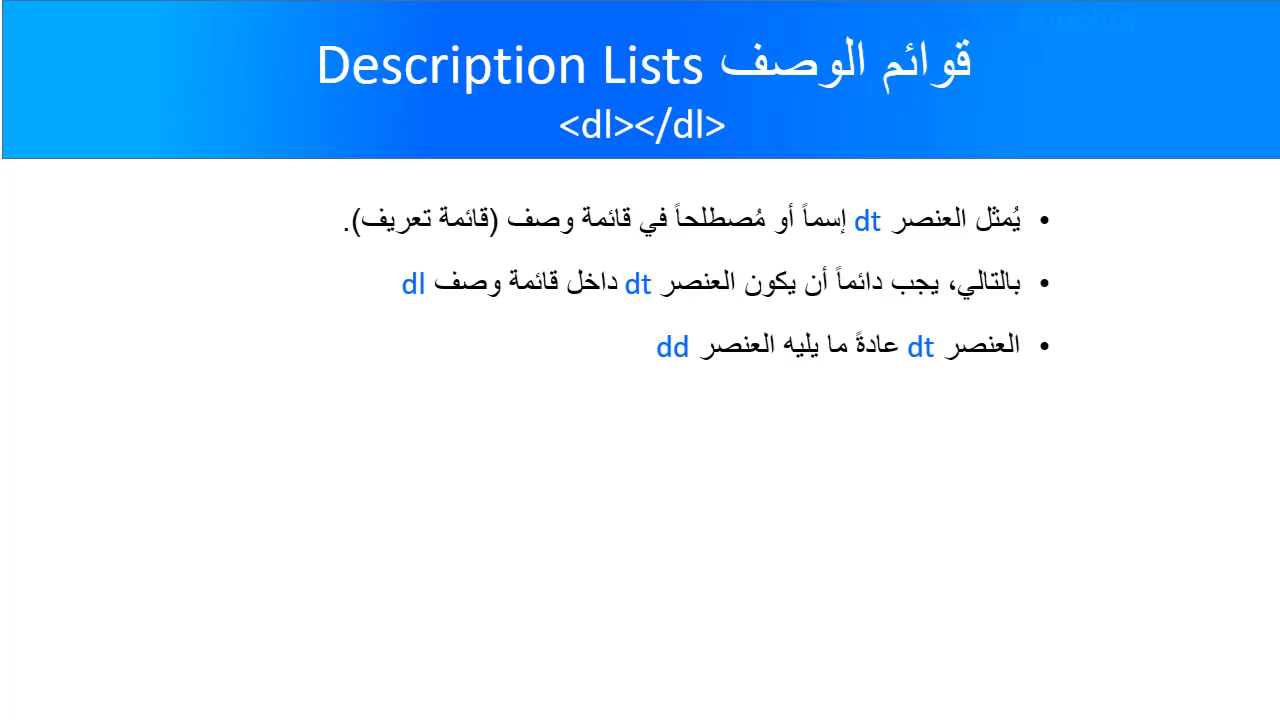 قوائم الوصف Description Lists
<dl></dl>
• يُمثل العنصر dt إسماً أو مُصطلحاً في قائمة وصف (قائمة تعريف).
• بالتالي، يجب دائماً أن يكون العنصر dt داخل قائمة وصف dl
• العنصر dt عادةً ما يليه العنصر dd